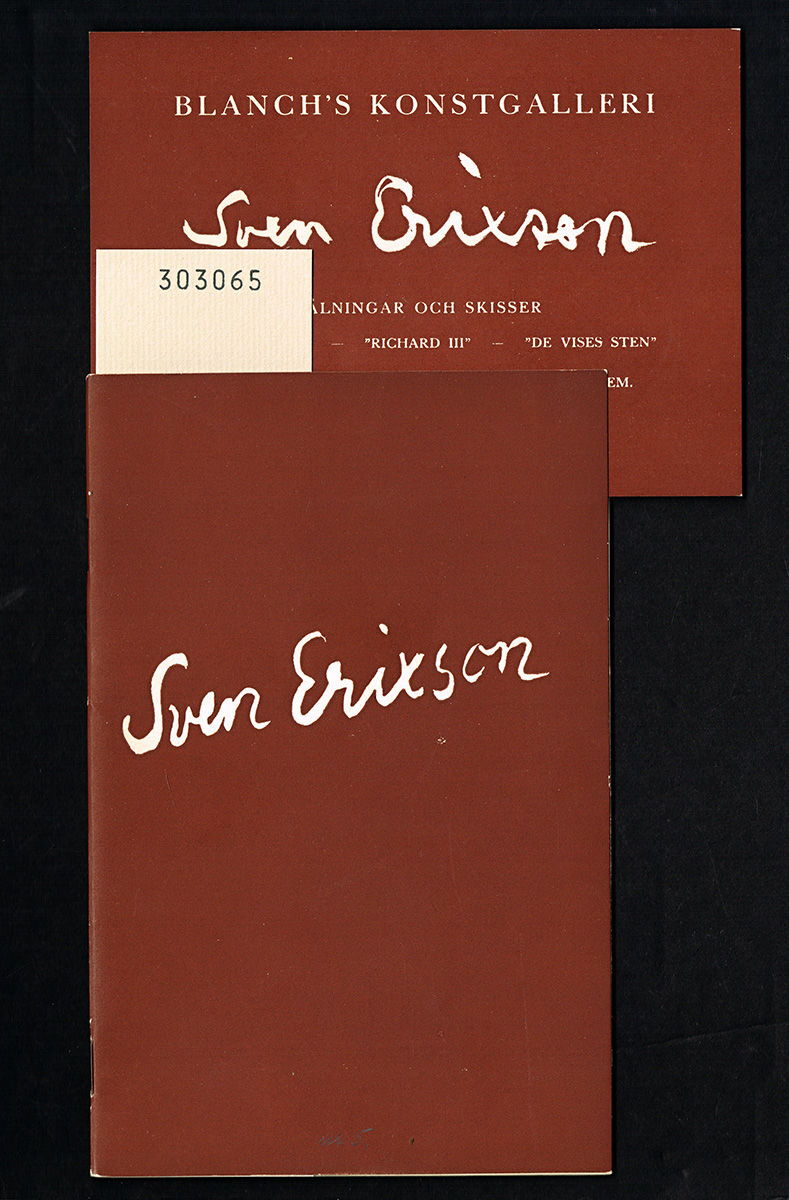 BLANCH'S KONSTGALLERI
Sven Erixson
303065
ÅLNINGAR OCH SKISSER
— "RICHARD III" — "DE VISES STEN"
EM.
Sven Erixson